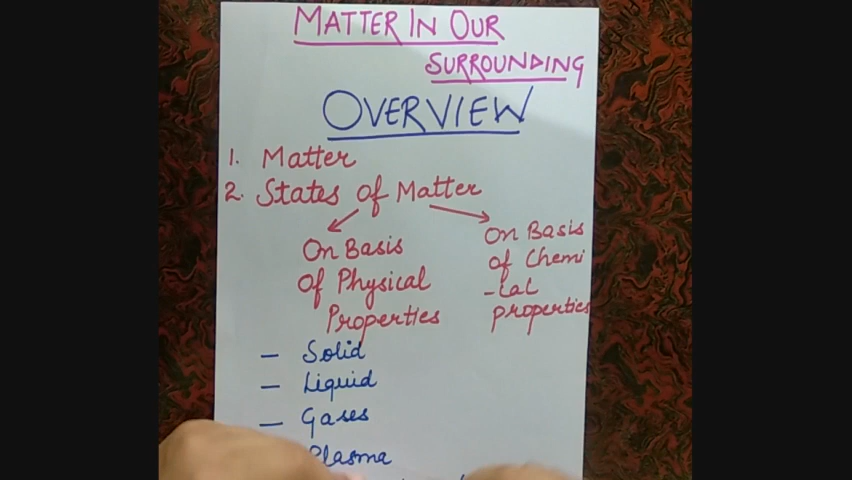 MATTER IN OUR
SURROUNDING
OVERVIEW
1. Matter
2. States of Matter
On Basis
of Physical
Properties
On Basis
of Chemi
-cal
properties
– Solid
– Liquid
– Gases
Plasma